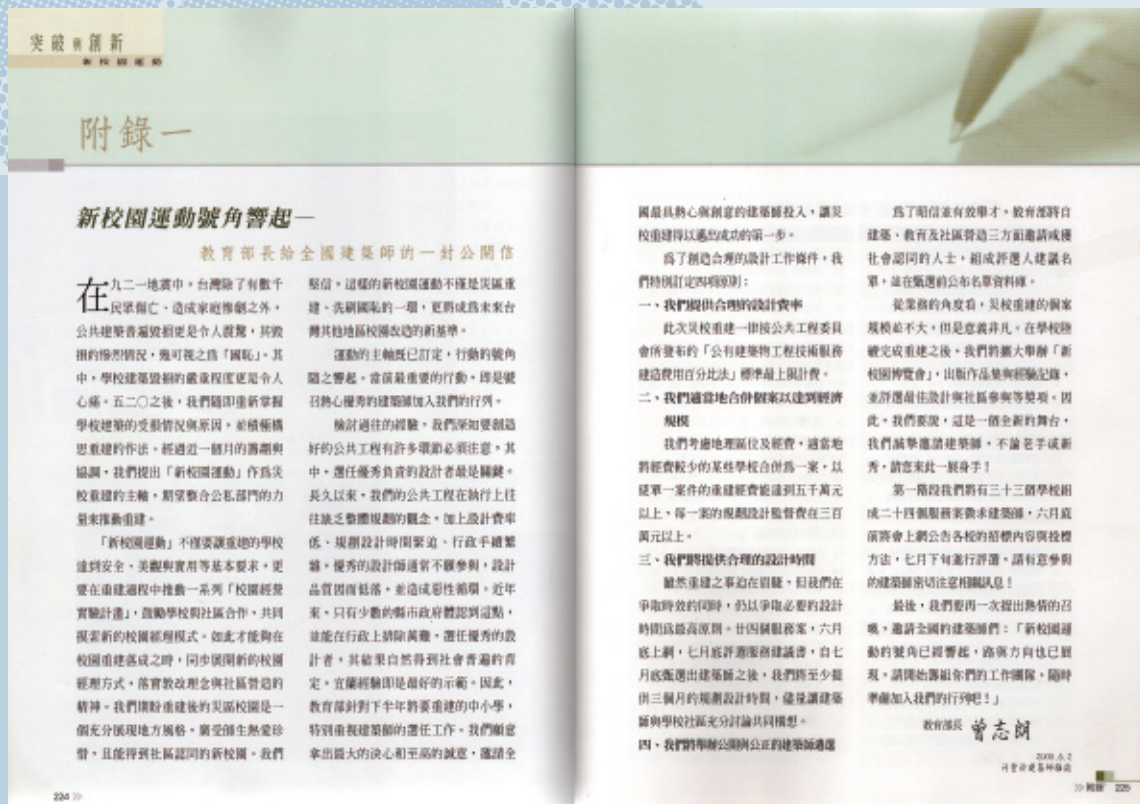 突破與創新
新校園運動
附錄一
新校園運動號角響起—
教育部長給全國建築師的一封公開信
在九二一地震中，台灣除了有數千
民眾傷亡、造成家庭慘劇之外，
公共建築普遍毀損更是令人震驚，其毀
損的慘烈情況，幾可視之為「國恥」。其
中，學校建築毀損的嚴重程度更是令人
心痛。五二〇之後，我們隨即重新掌握
學校建築的受損情況與原因，並積極構
思重建的作法。經過近一個月的籌劃與
協調，我們提出「新校園運動」作為災
校重建的主軸，期望整合公私部門的力
量來推動重建。
「新校園運動」不僅要讓重建的學校
達到安全、美觀與實用等基本要求，更
要在重建過程中推動一系列「校園經營
實驗計畫」，鼓勵學校與社區合作，共同
摸索新的校園經理模式。如此才能夠在
校園重建落成之時，同步展開新的校園
經理方式，落實教改理念與社區營造的
精神。我們期盼重建後的災區校園是一
個充分展現地方風格，廣受師生熱愛珍
惜，且能得到社區認同的新校園。我們
堅信，這樣的新校園運動不僅是災區重
建、洗刷國恥的一環，更將成為未來台
灣其他地區校園改造的新基準。
運動的主軸既已訂定，行動的號角
隨之響起。當前最重要的行動，即是號
召熱心優秀的建築師加入我們的行列。
檢討過往的經驗，我們深知要創造
好的公共工程有許多環節必須注意，其
中，選任優秀負責的設計者最是關鍵。
長久以來，我們的公共工程在執行上往
往缺乏整體規劃的觀念，加上設計費率
低、規劃設計時間緊迫、行政手續繁
雜，優秀的設計師通常不願參與，設計
品質因而低落，並造成惡性循環。近年
來，只有少數的縣市政府體認到這點，
並能在行政上排除萬難，選任優秀的設
計者，其結果自然得到社會普遍的肯
定。宜蘭經驗即是最好的示範。因此，
教育部針對下半年將要重建的中小學，
特別重視建築師的選任工作。我們願意
拿出最大的決心和至高的誠意，邀請全
224
國最具熱心與創意的建築師投入，讓災
校重建得以邁出成功的第一步。
為了創造合理的設計工作條件，我
們特別訂定四項原則：
一、我們提供合理的設計費率
此次災校重建一律按公共工程委員
會所發布的「公有建築物工程技術服務
建造費用百分比法」標準最上限計費。
二、我們適當地合併個案以達到經濟
規模
我們考慮地理區位及經費，適當地
將經費較少的某些學校合併為一案，以
使單一案件的重建經費能達到五千萬元
以上，每一案的規劃設計監督費在三百
萬元以上。
三、我們將提供合理的設計時間
雖然重建之事迫在眉睫，但我們在
爭取時效的同時，仍以爭取必要的設計
時間為最高原則。廿四個服務案，六月
底上網，七月底評選服務建議書，自七
月底甄選出建築師之後，我們將至少提
供三個月的規劃設計時間，儘量讓建築
師與學校社區充分討論共同構想。
四、我們將舉辦公開與公正的建築師遴選
為了昭信並有效舉才，教育部將自
建築、教育及社區營造三方面邀請或獲
社會認同的人士，組成評選人建議名
單，並在甄選前公布名單資料庫。
從業務的角度看，災校重建的個案
規模並不大，但是意義非凡。在學校陸
續完成重建之後，我們將擴大舉辦「新
校園博覽會」，出版作品集與經驗記錄，
並評選最佳設計與社區參與等獎項。因
此，我們要說，這是一個全新的舞台，
我們誠摯邀請建築師，不論老手或新
秀，請您來此一展身手！
第一階段我們將有三十三個學校組
成二十四個服務案徵求建築師，六月底
前將會上網公告各校的招標內容與投標
方法，七月下旬進行評選。請有意參與
的建築師密切注意相關訊息！
最後，我們要再一次提出熱情的召
喚，邀請全國的建築師們：「新校園運
動的號角已經響起，路與方向也已展
現。請開始籌組你們的工作團隊，隨時
準備加入我們的行列吧！」
教育部長 曾志朗
附錄 225